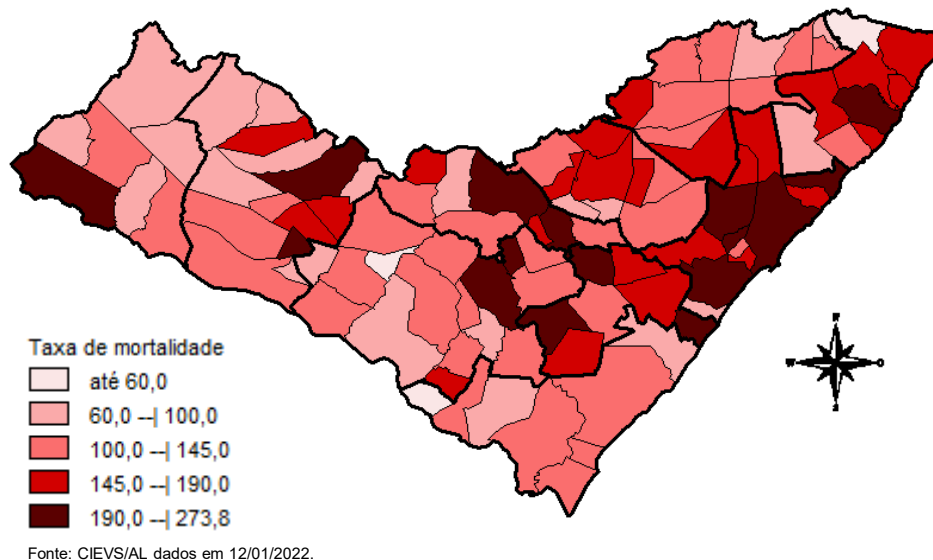 Taxa de mortalidade
até 60,0
60,0 --| 100,0
100,0 --| 145,0
145,0 --| 190,0
190,0 --| 273,8
Fonte: CIEVS/AL dados em 12/01/2022.